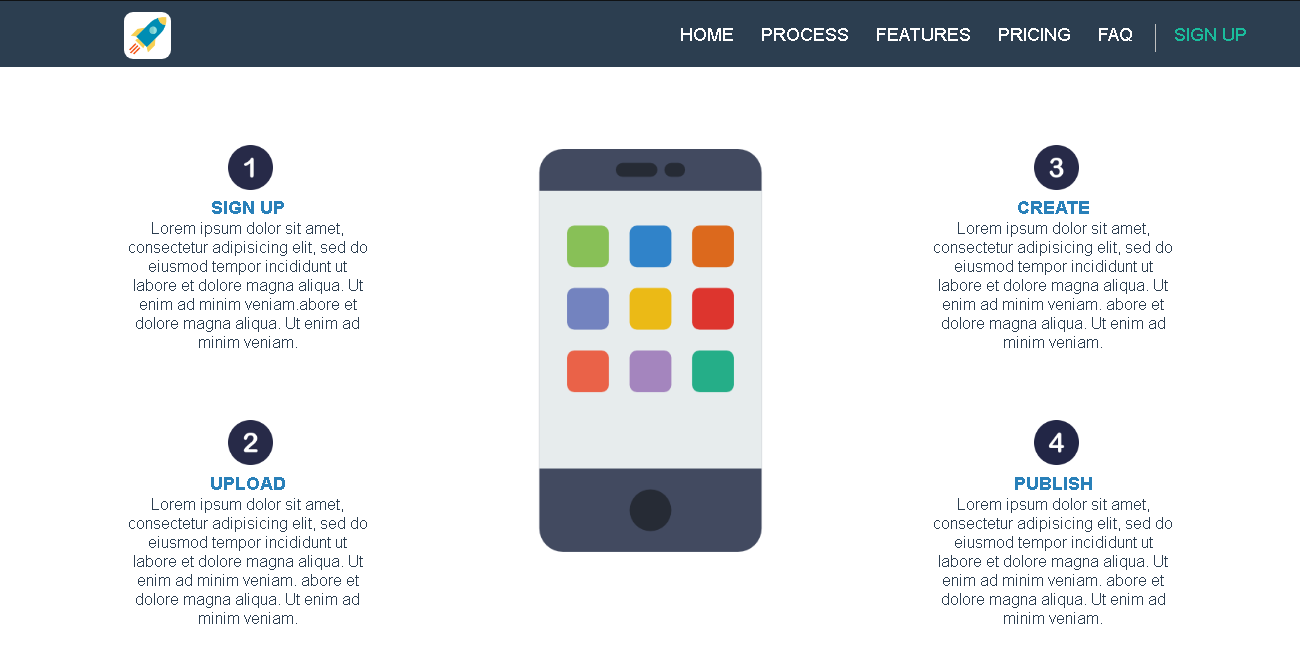 HOME PROCESS FEATURES PRICING FAQ SIGN UP
1
SIGN UP
Lorem ipsum dolor sit amet,
consectetur adipisicing elit, sed do
eiusmod tempor incididunt ut
labore et dolore magna aliqua. Ut
enim ad minim veniam.abore et
dolore magna aliqua. Ut enim ad
minim veniam.
2
UPLOAD
Lorem ipsum dolor sit amet,
consectetur adipisicing elit, sed do
eiusmod tempor incididunt ut
labore et dolore magna aliqua. Ut
enim ad minim veniam. abore et
dolore magna aliqua. Ut enim ad
minim veniam.
3
CREATE
Lorem ipsum dolor sit amet,
consectetur adipisicing elit, sed do
eiusmod tempor incididunt ut
labore et dolore magna aliqua. Ut
enim ad minim veniam. abore et
dolore magna aliqua. Ut enim ad
minim veniam.
4
PUBLISH
Lorem ipsum dolor sit amet,
consectetur adipisicing elit, sed do
eiusmod tempor incididunt ut
labore et dolore magna aliqua. Ut
enim ad minim veniam. abore et
dolore magna aliqua. Ut enim ad
minim veniam.